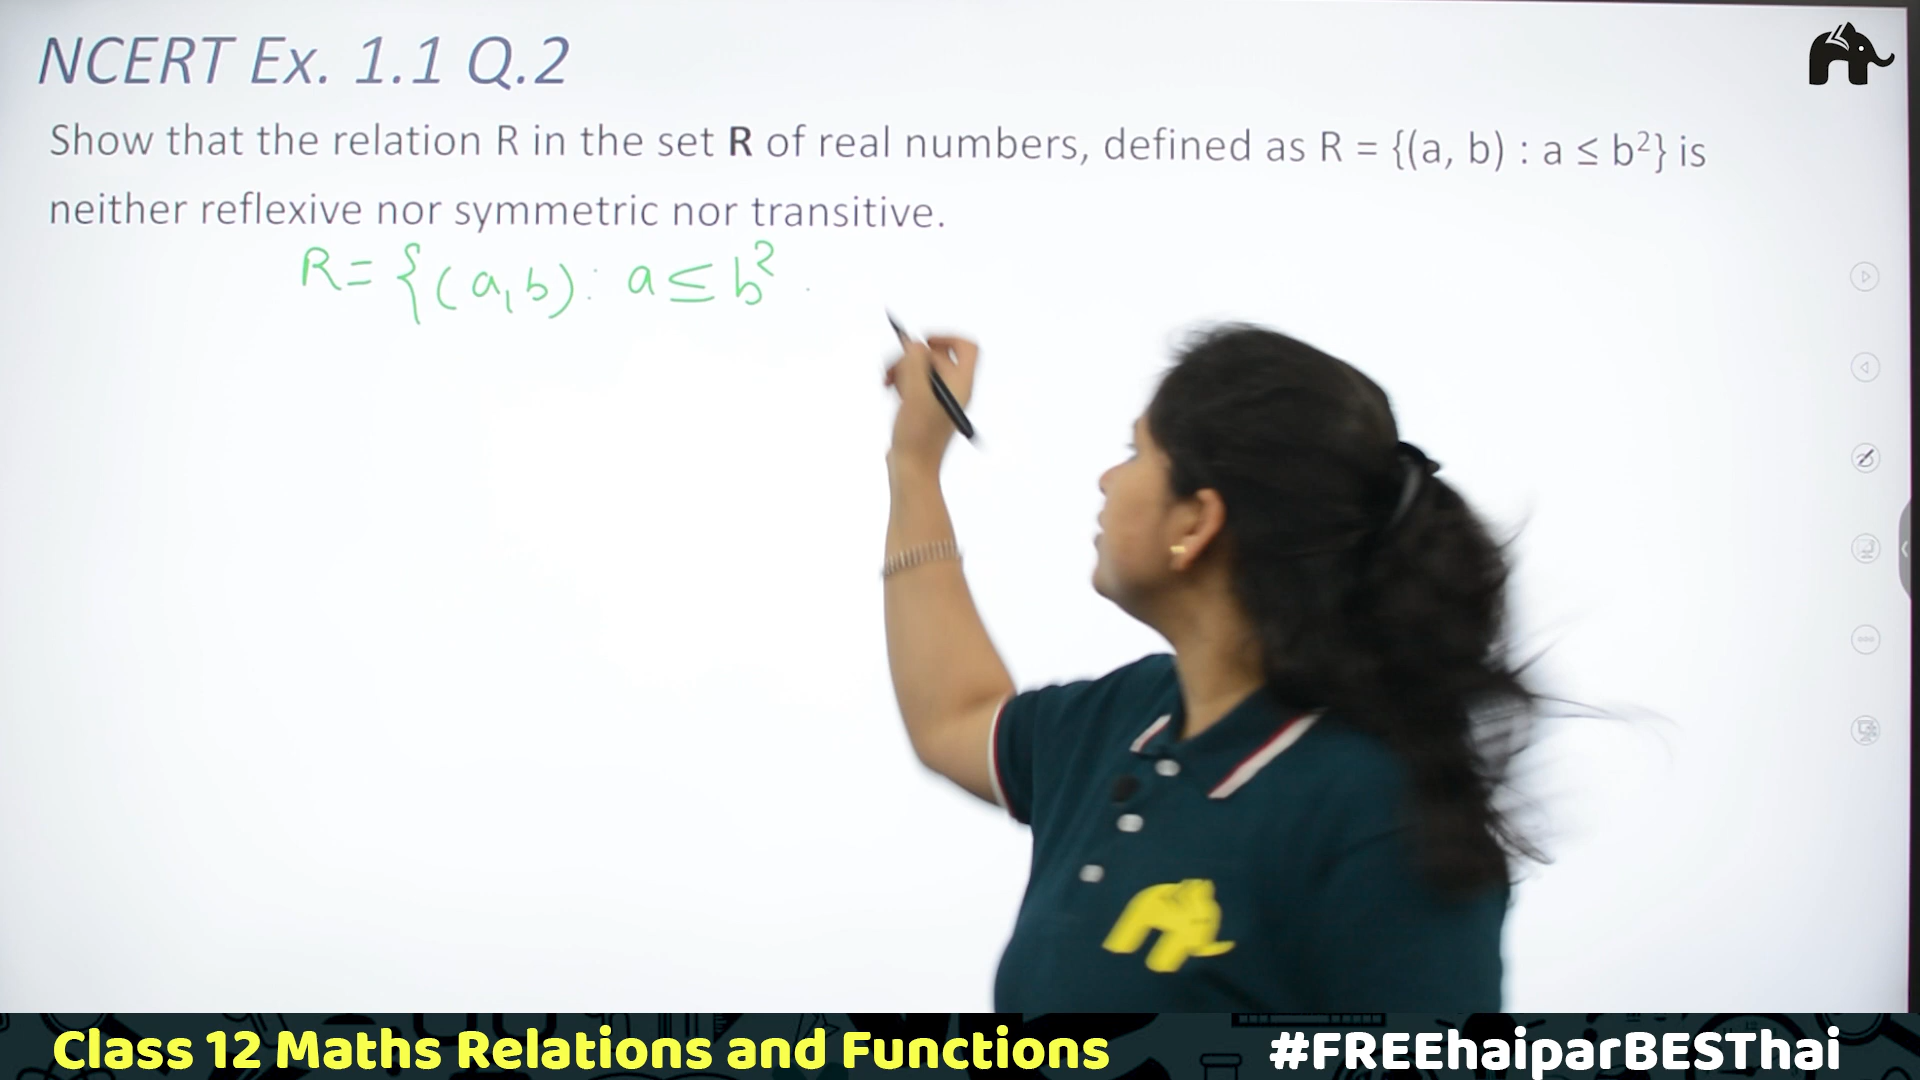 NCERT Ex. 1.1 Q.2
Show that the relation R in the set R of real numbers, defined as R = {(a, b) : a ≤ b²} is
neither reflexive nor symmetric nor transitive.
R = {(a, b) : a ≤ b²
Class 12 Maths Relations and Functions
#FREEhaiparBESThai